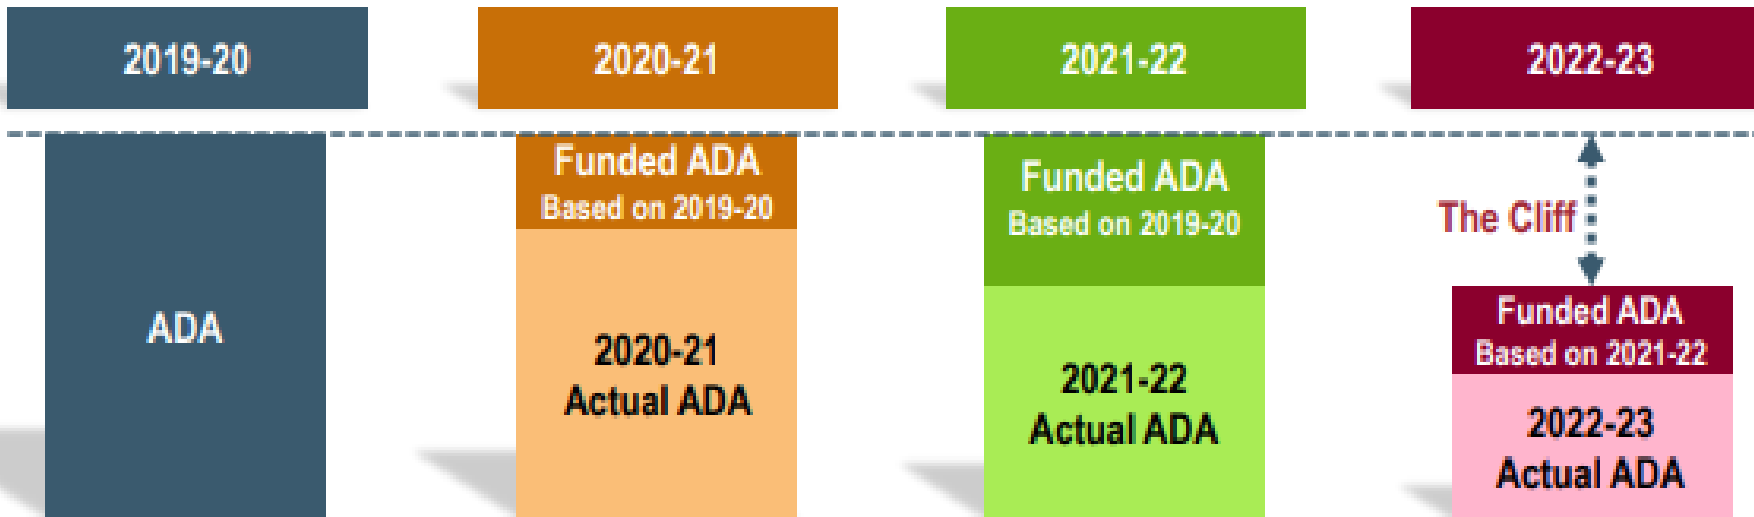 2019-20
2020-21
2021-22
2022-23
ADA
Funded ADA
Based on 2019-20
2020-21
Actual ADA
Funded ADA
Based on 2019-20
2021-22
Actual ADA
The Cliff
Funded ADA
Based on 2021-22
2022-23
Actual ADA